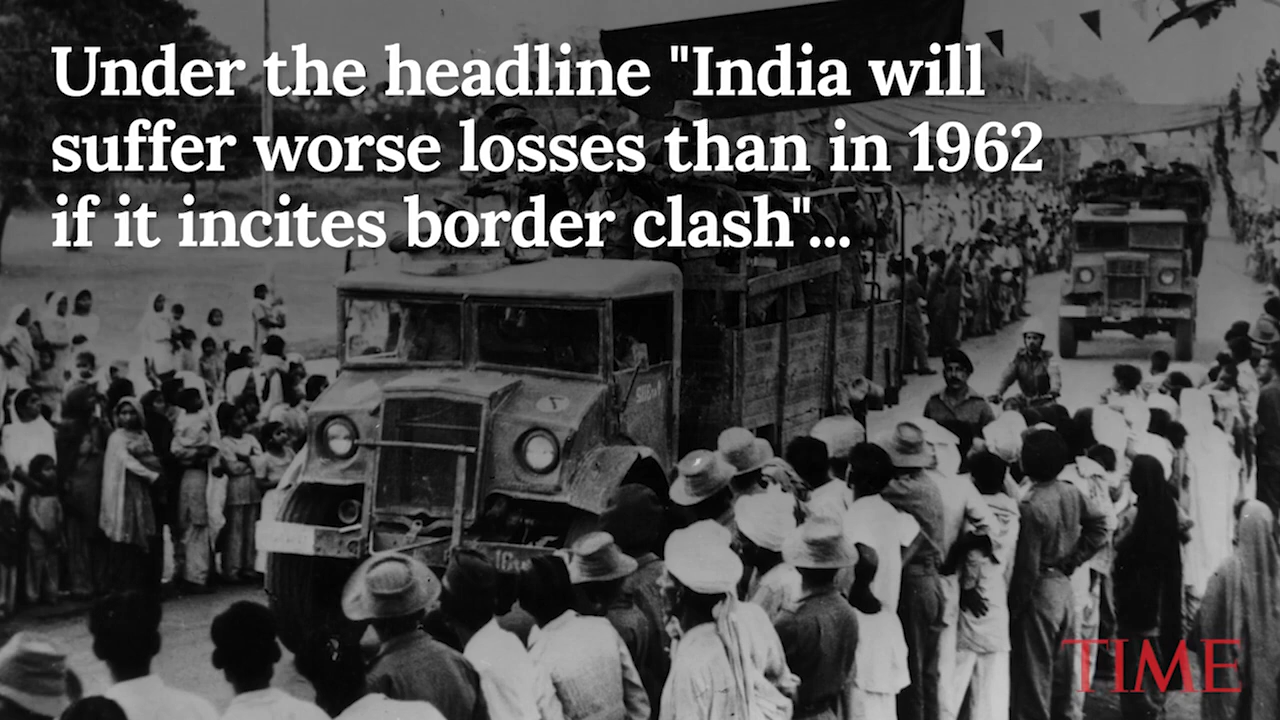 Under the headline "India will
suffer worse losses than in 1962
if it incites border clash"...
TIME